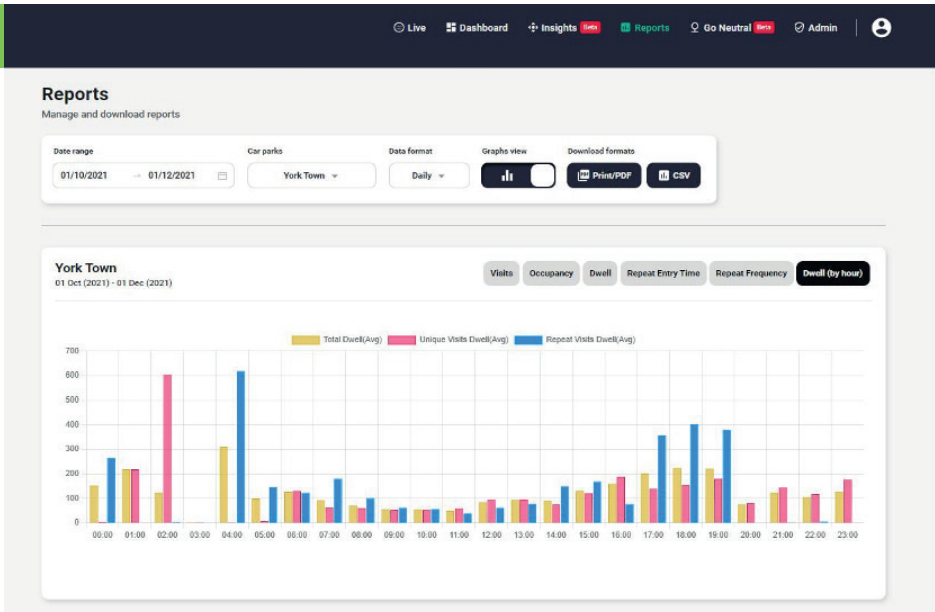 Live Dashboard Insights Beta Reports Go Neutral Beta Admin
Reports
Manage and download reports
Date range Car parks Data format Graphs view Download formats
01/10/2021 → 01/12/2021 York Town Daily Print/PDF CSV
York Town
01 Oct (2021) - 01 Dec (2021)
Visits Occupancy Dwell Repeat Entry Time Repeat Frequency Dwell (by hour)
Total Dwell(Avg) Unique Visits Dwell(Avg) Repeat Visits Dwell(Avg)
700
600
500
400
300
200
100
0
00:00 01:00 02:00 03:00 04:00 05:00 06:00 07:00 08:00 09:00 10:00 11:00 12:00 13:00 14:00 15:00 16:00 17:00 18:00 19:00 20:00 21:00 22:00 23:00